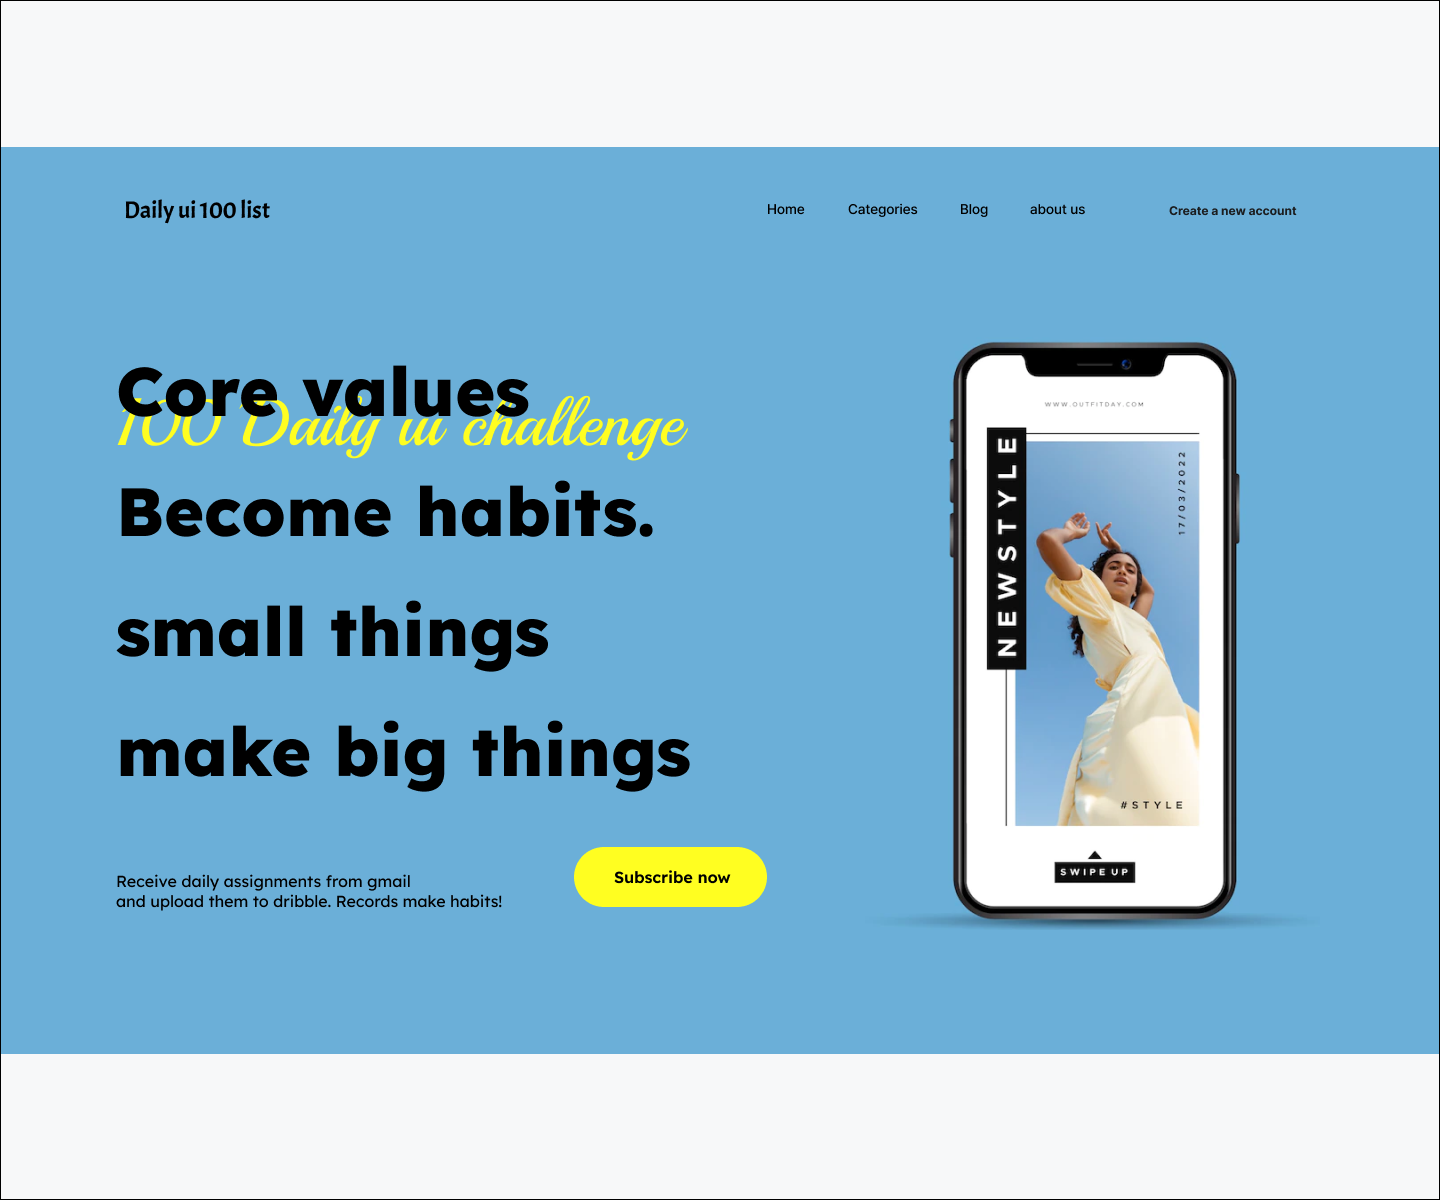 Daily ui 100 list
Home Categories Blog about us Create a new account
Core values
100 Daily ui challenge
Become habits.
small things
make big things
Receive daily assignments from gmail
and upload them to dribble. Records make habits!
Subscribe now
WWW.OUTFITDAY.COM
NEWSTYLE
17/03/2022
#STYLE
SWIPE UP